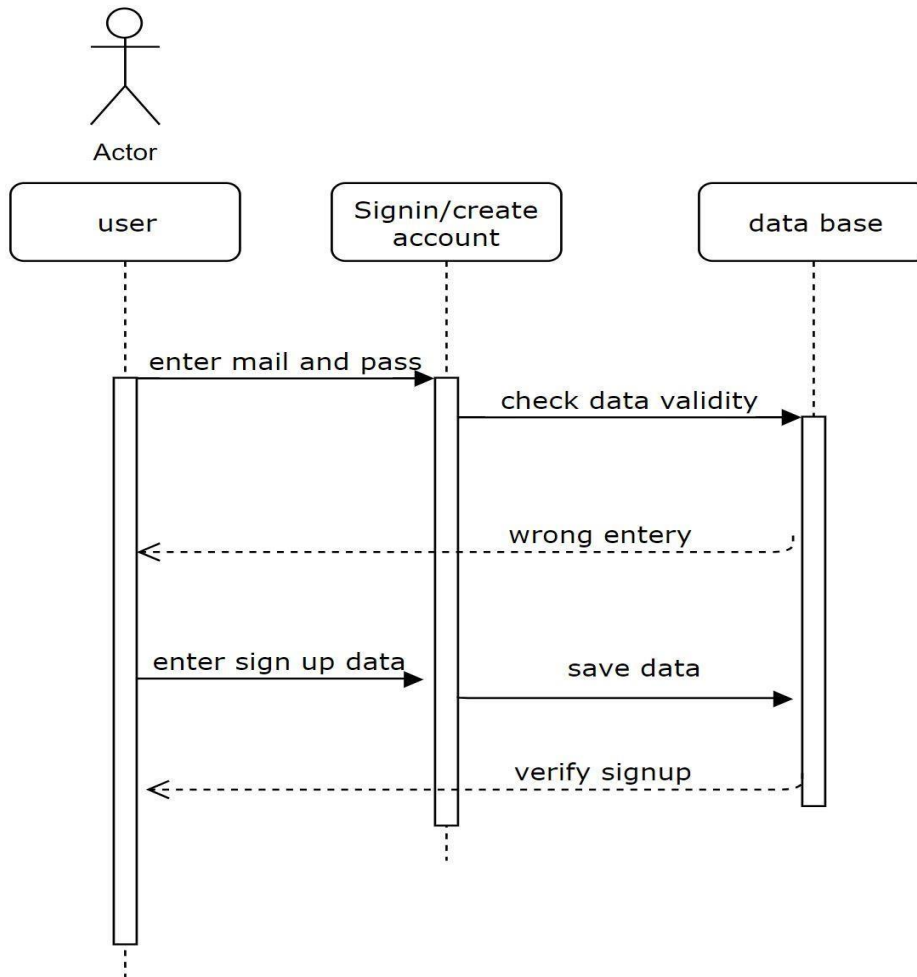 Actor
user
Signin/create
account
data base
enter mail and pass
check data validity
wrong entery
enter sign up data
save data
verify signup